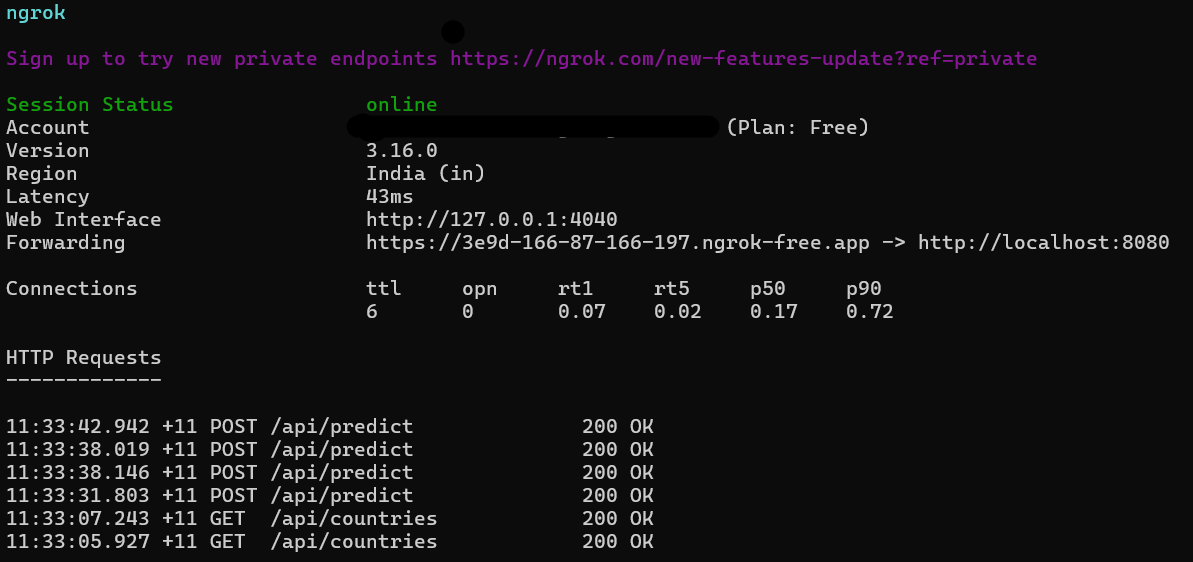 ngrok
Sign up to try new private endpoints https://ngrok.com/new-features-update?ref=private
Session Status online
Account (Plan: Free)
Version 3.16.0
Region India (in)
Latency 43ms
Web Interface http://127.0.0.1:4040
Forwarding https://3e9d-166-87-166-197.ngrok-free.app -> http://localhost:8080
Connections ttl opn rt1 rt5 p50 p90
6 0 0.07 0.02 0.17 0.72
HTTP Requests
-------------
11:33:42.942 +11 POST /api/predict 200 OK
11:33:38.019 +11 POST /api/predict 200 OK
11:33:38.146 +11 POST /api/predict 200 OK
11:33:31.803 +11 POST /api/predict 200 OK
11:33:07.243 +11 GET /api/countries 200 OK
11:33:05.927 +11 GET /api/countries 200 OK